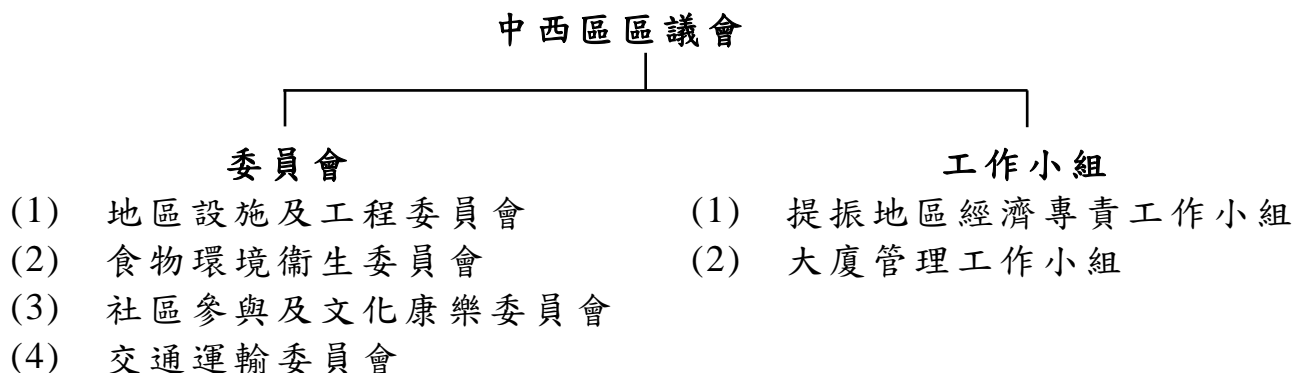 中西區區議會
委員會
(1) 地區設施及工程委員會
(2) 食物環境衞生委員會
(3) 社區參與及文化康樂委員會
(4) 交通運輸委員會
工作小組
(1) 提振地區經濟專責工作小組
(2) 大廈管理工作小組